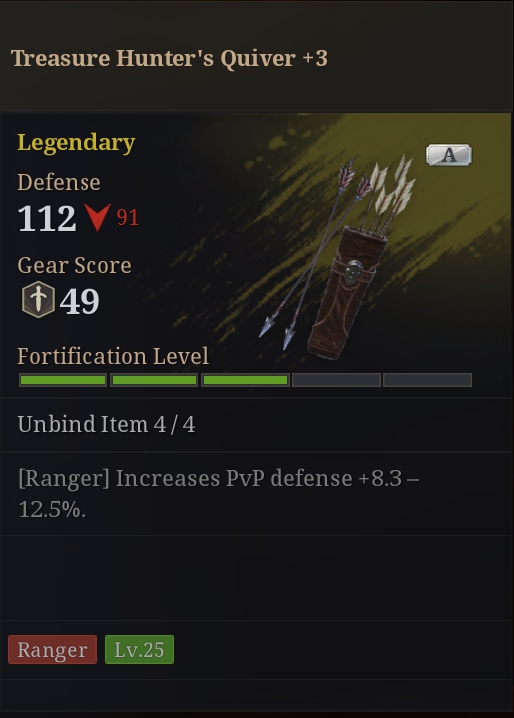 Treasure Hunter's Quiver +3
Legendary
A
Defense
112 91
Gear Score
49
Fortification Level
Unbind Item 4 / 4
[Ranger] Increases PvP defense +8.3 –
12.5%.
Ranger Lv.25